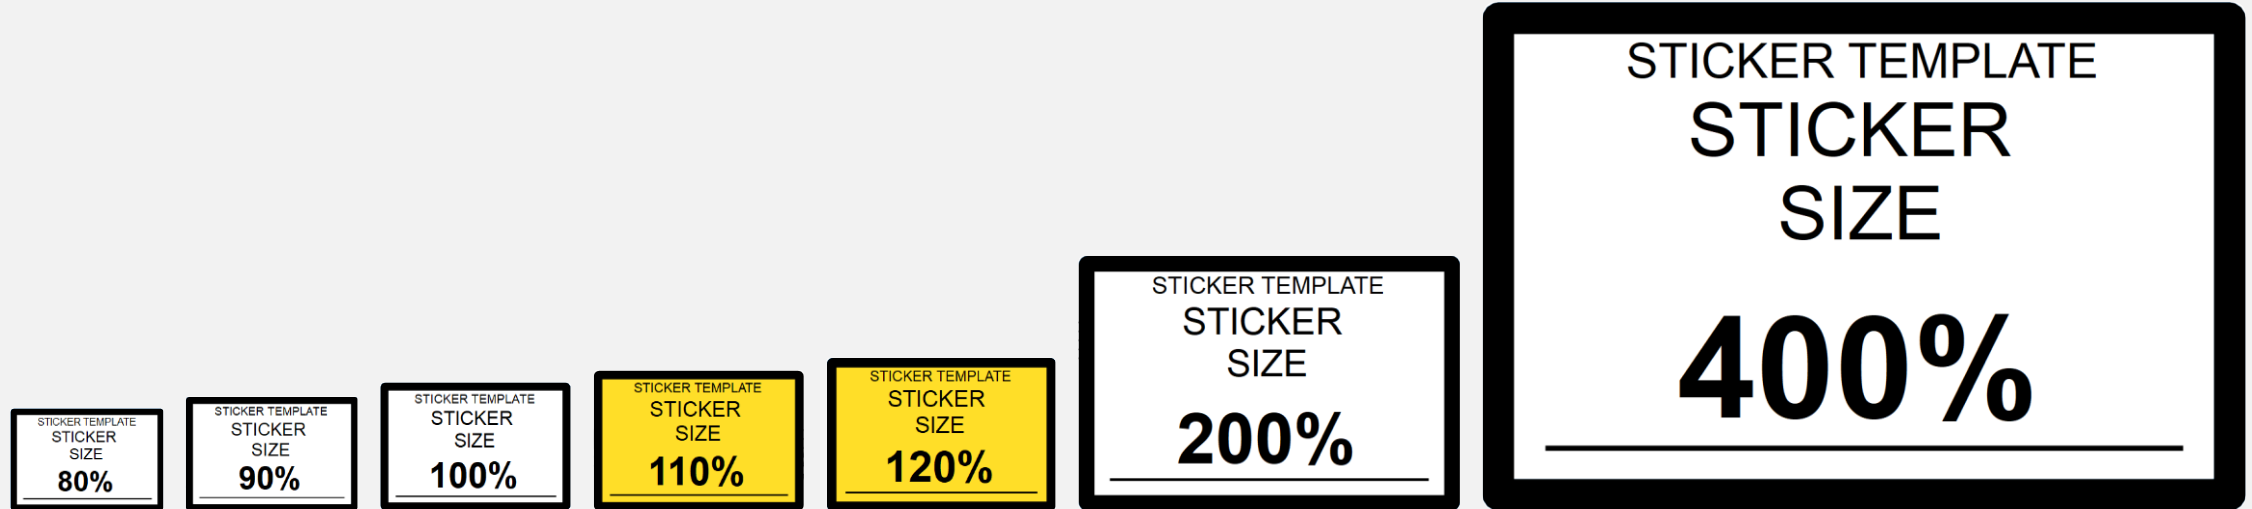 STICKER TEMPLATE
STICKER
SIZE
80%
STICKER TEMPLATE
STICKER
SIZE
90%
STICKER TEMPLATE
STICKER
SIZE
100%
STICKER TEMPLATE
STICKER
SIZE
110%
STICKER TEMPLATE
STICKER
SIZE
120%
STICKER TEMPLATE
STICKER
SIZE
200%
STICKER TEMPLATE
STICKER
SIZE
400%